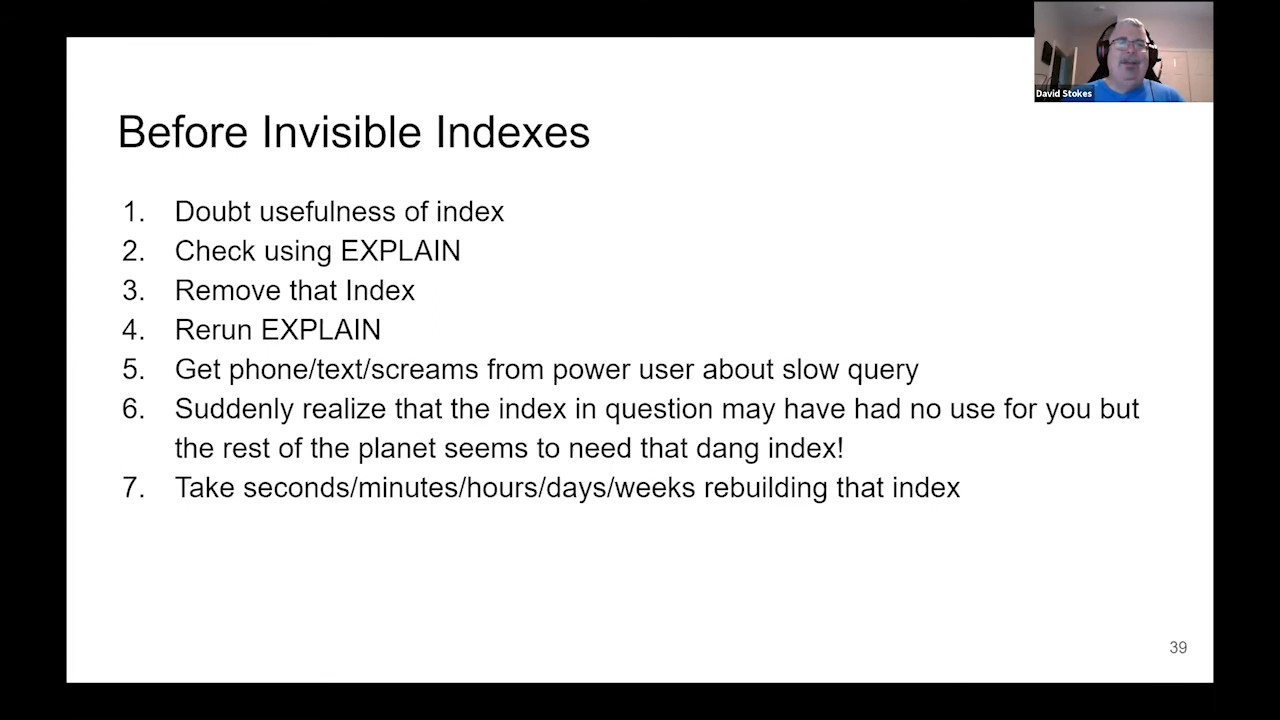 David Stokes
Before Invisible Indexes
1. Doubt usefulness of index
2. Check using EXPLAIN
3. Remove that Index
4. Rerun EXPLAIN
5. Get phone/text/screams from power user about slow query
6. Suddenly realize that the index in question may have had no use for you but
the rest of the planet seems to need that dang index!
7. Take seconds/minutes/hours/days/weeks rebuilding that index
39